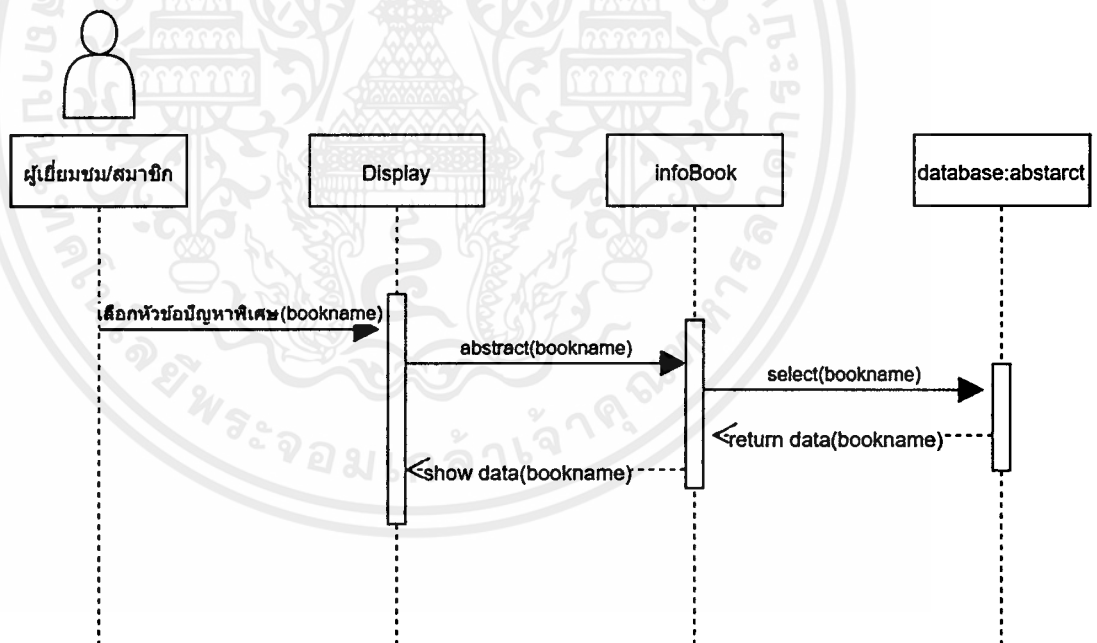 ผู้เยี่ยมชม/สมาชิก
Display
infoBook
database:abstarct
เลือกหัวข้อปัญหาพิเศษ(bookname)
abstract(bookname)
select(bookname)
return data(bookname)
show data(bookname)